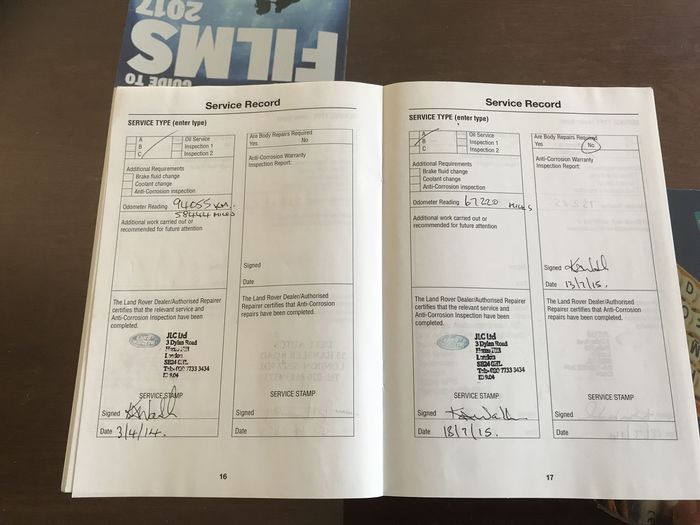 GUIDE TO
FILMS
2017
Service Record
SERVICE TYPE (enter type)
A
B
C
Oil Service
Inspection 1
Inspection 2
Additional Requirements
Brake fluid change
Coolant change
Anti-Corrosion inspection
Odometer Reading 94055 KM.
58444 MILES
Additional work carried out or
recommended for future attention
Are Body Repairs Required
Yes No
Anti-Corrosion Warranty
Inspection Report:
Signed
Date
The Land Rover Dealer/Authorised Repairer
certifies that the relevant service and
Anti-Corrosion Inspection have been
completed.
JLC Ltd
3 Dylan Road
London
SE24 0HL
Tel: 020 7733 3434
SERVICE STAMP
Signed
Date 3/4/14.
The Land Rover Dealer/Authorised Repairer
certifies that the Anti-Corrosion
repairs have been completed.
SERVICE STAMP
Signed
Date
16
Service Record
SERVICE TYPE (enter type)
A
B
C
Oil Service
Inspection 1
Inspection 2
Additional Requirements
Brake fluid change
Coolant change
Anti-Corrosion inspection
Odometer Reading 67220 MILES
Additional work carried out or
recommended for future attention
Are Body Repairs Required
Yes No
Anti-Corrosion Warranty
Inspection Report:
Signed
Date 13/7/15.
The Land Rover Dealer/Authorised Repairer
certifies that the relevant service and
Anti-Corrosion Inspection have been
completed.
JLC Ltd
3 Dylan Road
London
SE24 0HL
Tel: 020 7733 3434
SERVICE STAMP
Signed
Date 13/7/15.
The Land Rover Dealer/Authorised Repairer
certifies that the Anti-Corrosion
repairs have been completed.
SERVICE STAMP
Signed
Date
17